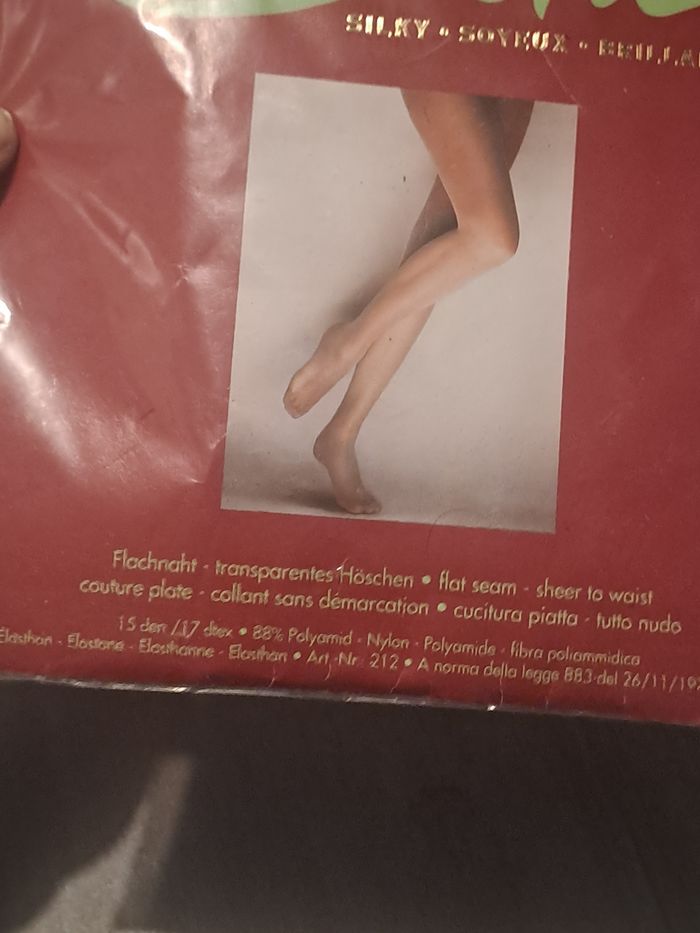 SILKY • SOYEUX •
Flachnaht - transparentes Höschen • flat seam - sheer to waist
couture plate - collant sans démarcation • cucitura piatta - tutto nudo
15 den /17 dtex • 88% Polyamid - Nylon - Polyamide - fibra poliammidica
Elasthan - Elastane - Elasthanne - Elasthan • Art.-Nr. 212 • A norma della legge 883 del 26/11/19